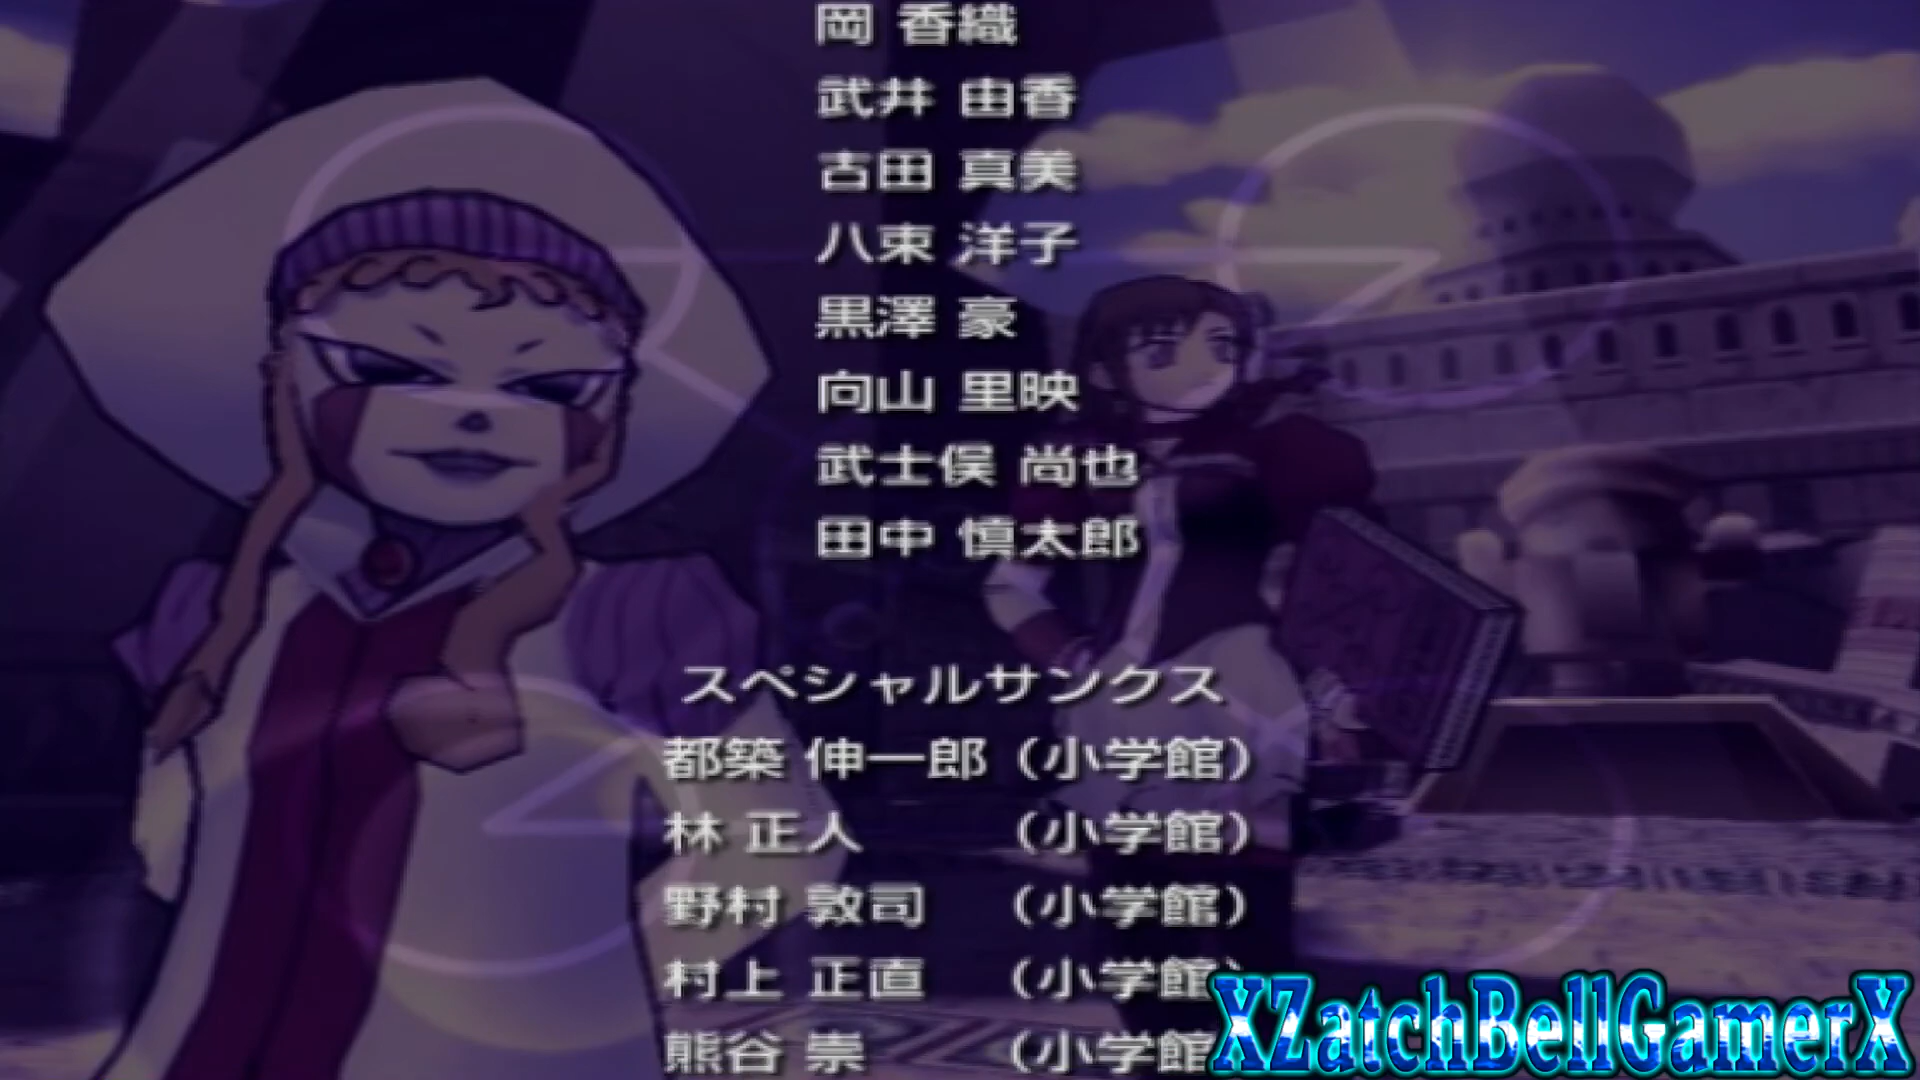 岡 香織
武井 由香
古田 真美
八束 洋子
黒澤 豪
向山 里映
武士俣 尚也
田中 慎太郎
スペシャルサンクス
都築 伸一郎（小学館）
林 正人 （小学館）
野村 敦司 （小学館）
村上 正直 （小学館）
熊谷 崇 （小学館
XZatchBellGamerX